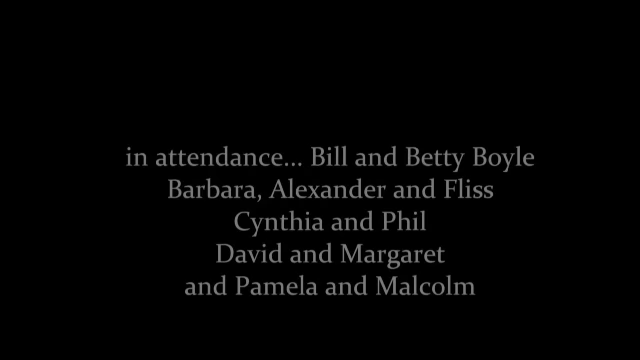 in attendance... Bill and Betty Boyle
Barbara, Alexander and Fliss
Cynthia and Phil
David and Margaret
and Pamela and Malcolm